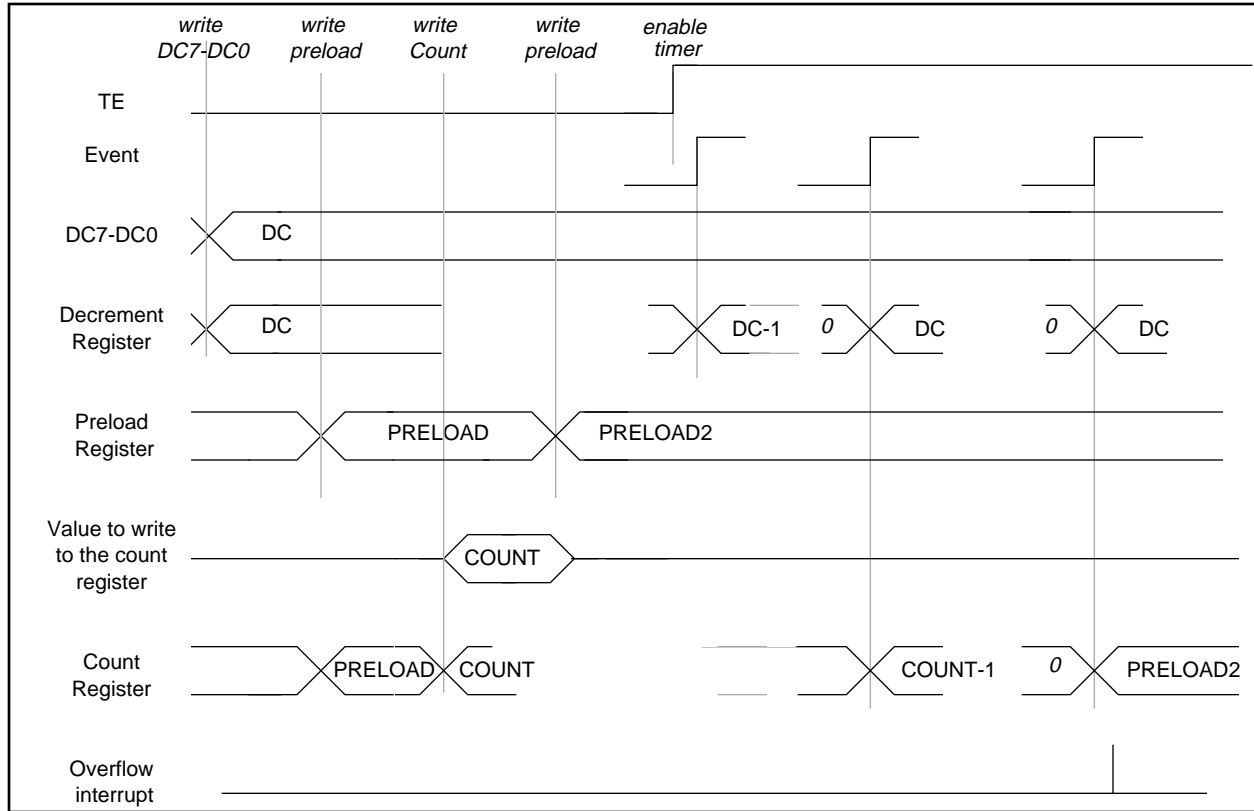 write write write enable
write
DC7-DC0 preload Count preload timer
TE
Event
DC7-DC0 DC
Decrement
Register
DC DC-1 0 DC 0 DC
Preload
Register
PRELOAD PRELOAD2
Value to write
to the count
register
COUNT
Count
Register
PRELOAD COUNT COUNT-1 0 PRELOAD2
Overflow
interrupt